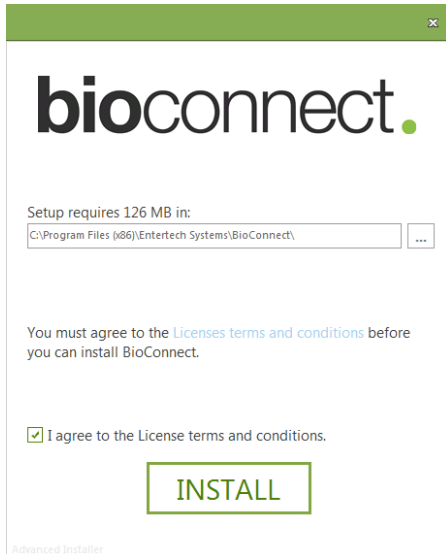 bioconnect.
Setup requires 126 MB in:
C:\Program Files (x86)\Entertech Systems\BioConnect\
...
You must agree to the Licenses terms and conditions before
you can install BioConnect.
I agree to the License terms and conditions.
INSTALL
Advanced Installer